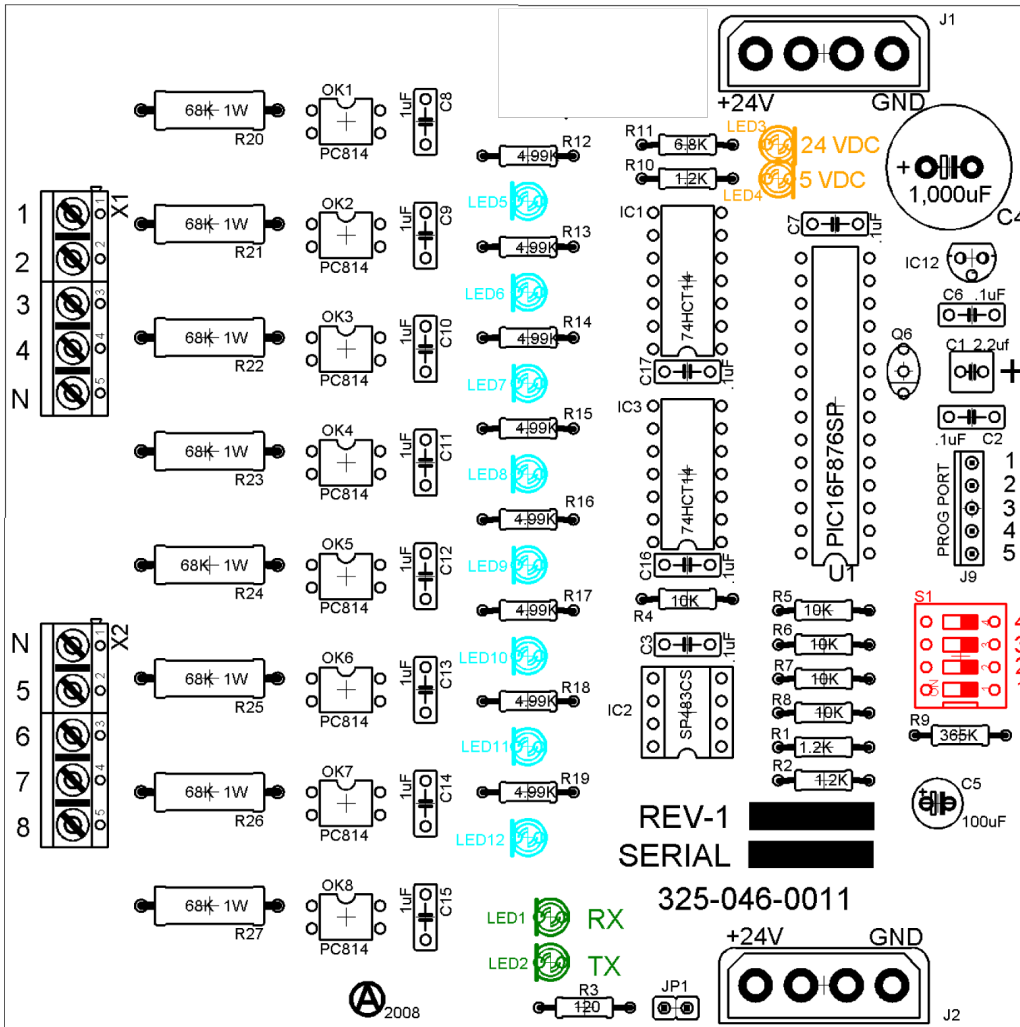 J1
+24V GND
OK1
68K 1W
R20
PC814
1uF
C8
R12
4.99K
R11
6.8K
LED3
24 VDC
R10
1.2K
LED4
5 VDC
+
1,000uF
C4
X1
1
2
3
4
N
1
2
3
4
5
OK2
68K 1W
R21
PC814
1uF
C9
LED5
R13
4.99K
IC1
74HCT14
C7
.1uF
IC12
C6 .1uF
LED6
OK3
68K 1W
R22
PC814
1uF
C10
R14
4.99K
Q6
C1 2.2uf
+
C17
.1uF
LED7
IC3
74HCT14
PIC16F876SP
U1
.1uF C2
OK4
68K 1W
R23
PC814
1uF
C11
R15
4.99K
LED8
PROG PORT
1
2
3
4
5
J9
R16
4.99K
OK5
68K 1W
R24
PC814
1uF
C12
LED9
C16
.1uF
R17
4.99K
R4
10K
R5
10K
S1
4
3
2
1
ON
4
3
2
1
X2
N
5
6
7
8
1
2
3
4
5
OK6
68K 1W
R25
PC814
1uF
C13
LED10
C3
.1uF
R6
10K
R7
10K
R18
4.99K
IC2
SP483CS
R8
10K
R9
365K
LED11
R1
1.2K
OK7
68K 1W
R26
PC814
1uF
C14
R19
4.99K
R2
1.2K
C5
+
100uF
LED12
REV-1
SERIAL
325-046-0011
OK8
68K 1W
R27
PC814
1uF
C15
LED1 RX
LED2 TX
+24V GND
A
2008
R3
120
JP1
J2